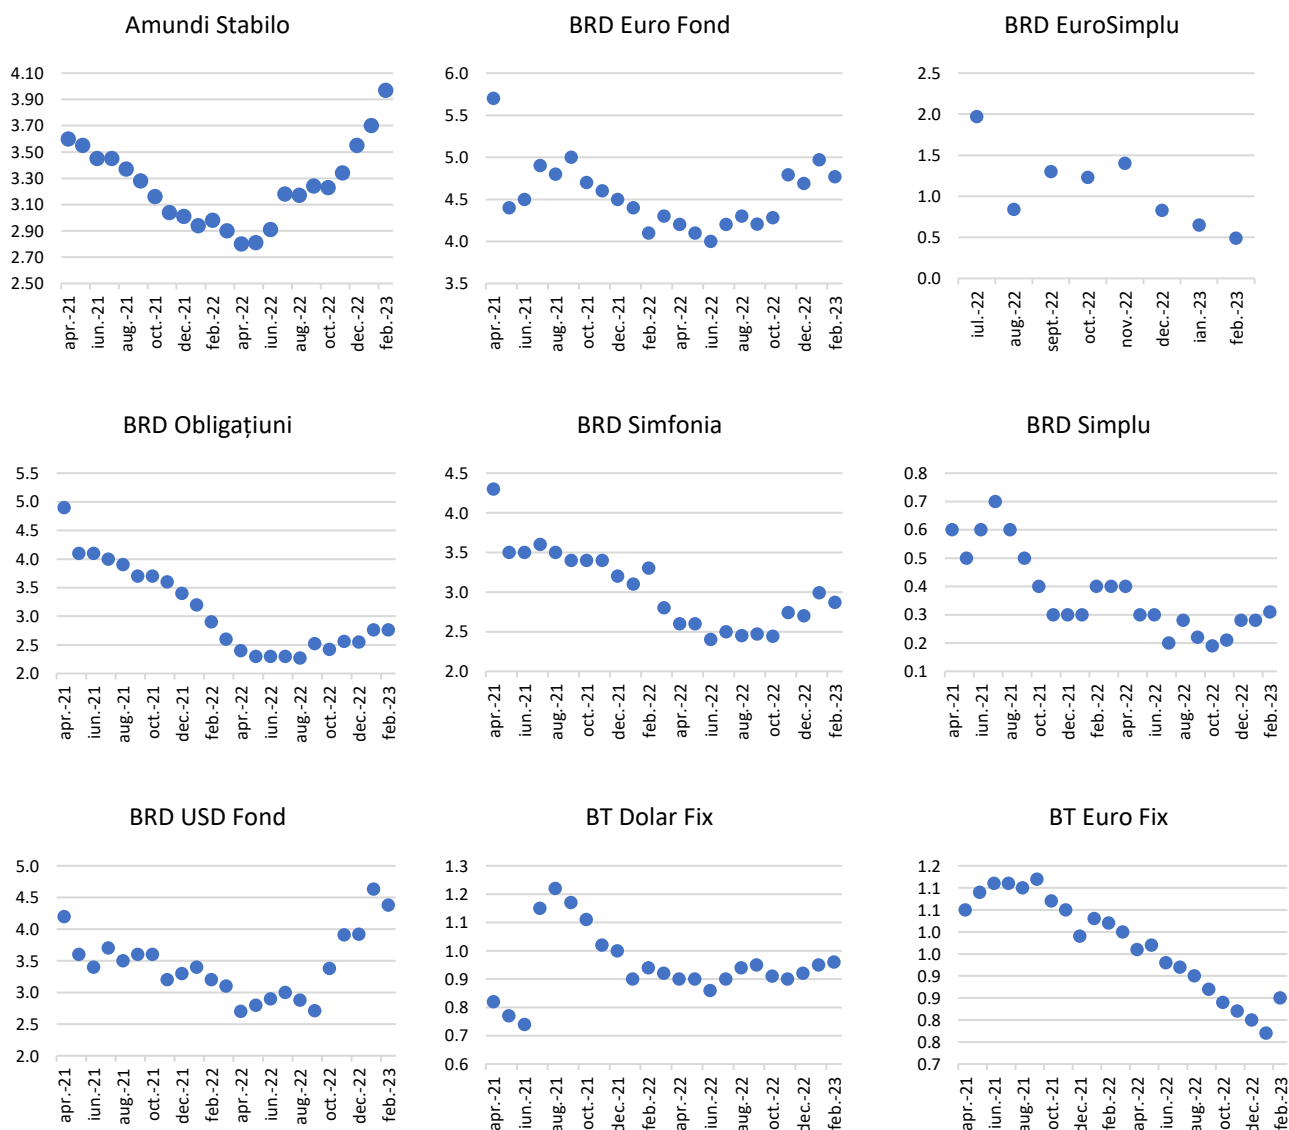 Amundi Stabilo
4.10
3.90
3.70
3.50
3.30
3.10
2.90
2.70
2.50
apr.-21
iun.-21
aug.-21
oct.-21
dec.-21
feb.-22
apr.-22
iun.-22
aug.-22
oct.-22
dec.-22
feb.-23
BRD Euro Fond
6.0
5.5
5.0
4.5
4.0
3.5
apr.-21
iun.-21
aug.-21
oct.-21
dec.-21
feb.-22
apr.-22
iun.-22
aug.-22
oct.-22
dec.-22
feb.-23
BRD EuroSimplu
2.5
2.0
1.5
1.0
0.5
0.0
iul.-22
aug.-22
sept.-22
oct.-22
nov.-22
dec.-22
ian.-23
feb.-23
BRD Obligațiuni
5.5
5.0
4.5
4.0
3.5
3.0
2.5
2.0
apr.-21
iun.-21
aug.-21
oct.-21
dec.-21
feb.-22
apr.-22
iun.-22
aug.-22
oct.-22
dec.-22
feb.-23
BRD Simfonia
4.5
4.0
3.5
3.0
2.5
2.0
apr.-21
iun.-21
aug.-21
oct.-21
dec.-21
feb.-22
apr.-22
iun.-22
aug.-22
oct.-22
dec.-22
feb.-23
BRD Simplu
0.8
0.7
0.6
0.5
0.4
0.3
0.2
0.1
apr.-21
iun.-21
aug.-21
oct.-21
dec.-21
feb.-22
apr.-22
iun.-22
aug.-22
oct.-22
dec.-22
feb.-23
BRD USD Fond
5.0
4.5
4.0
3.5
3.0
2.5
2.0
apr.-21
iun.-21
aug.-21
oct.-21
dec.-21
feb.-22
apr.-22
iun.-22
aug.-22
oct.-22
dec.-22
feb.-23
BT Dolar Fix
1.3
1.2
1.1
1.0
0.9
0.8
0.7
0.6
apr.-21
iun.-21
aug.-21
oct.-21
dec.-21
feb.-22
apr.-22
iun.-22
aug.-22
oct.-22
dec.-22
feb.-23
BT Euro Fix
1.2
1.1
1.1
1.0
1.0
0.9
0.9
0.8
0.8
0.7
apr.-21
iun.-21
aug.-21
oct.-21
dec.-21
feb.-22
apr.-22
iun.-22
aug.-22
oct.-22
dec.-22
feb.-23